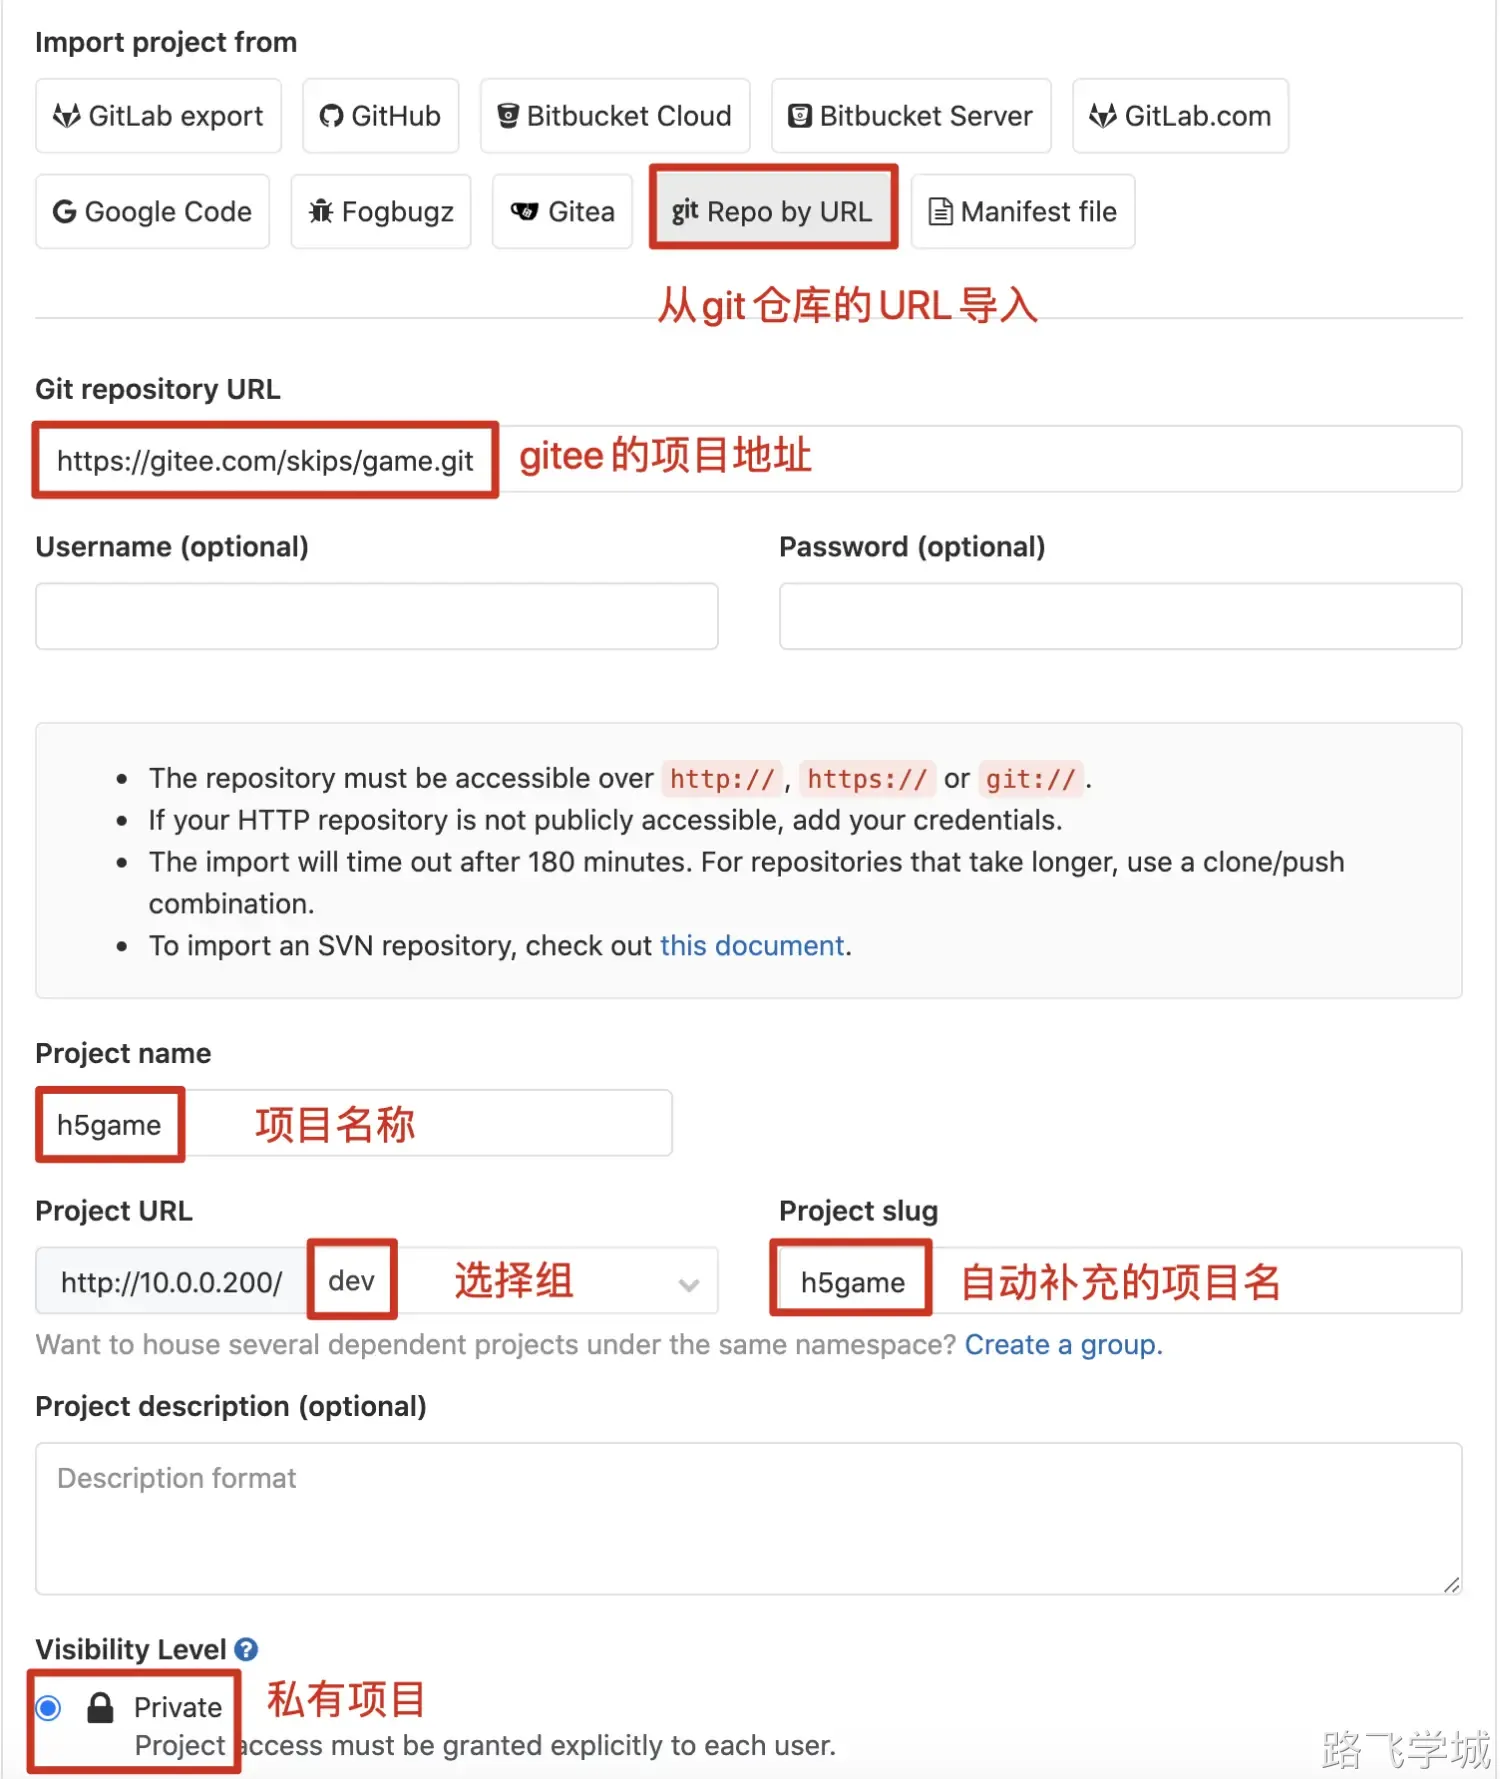 Import project from
GitLab export GitHub Bitbucket Cloud Bitbucket Server GitLab.com
Google Code Fogbugz Gitea git Repo by URL Manifest file
从git仓库的URL导入
Git repository URL
https://gitee.com/skips/game.git gitee的项目地址
Username (optional) Password (optional)
The repository must be accessible over http://, https:// or git://.
If your HTTP repository is not publicly accessible, add your credentials.
The import will time out after 180 minutes. For repositories that take longer, use a clone/push
combination.
To import an SVN repository, check out this document.
Project name
h5game 项目名称
Project URL Project slug
http://10.0.0.200/ dev 选择组 h5game 自动补充的项目名
Want to house several dependent projects under the same namespace? Create a group.
Project description (optional)
Description format
Visibility Level ?
Private 私有项目
Project access must be granted explicitly to each user.
路飞学城